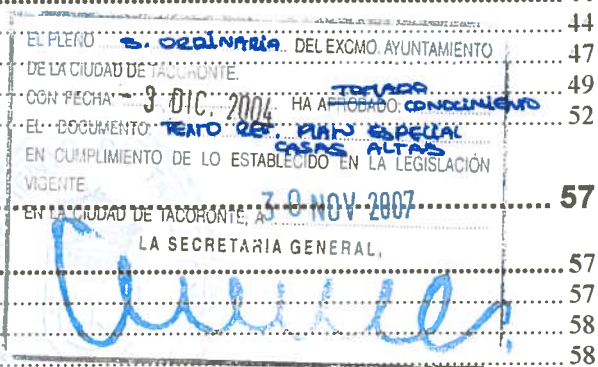 44
EL PLENO S. ORDINARIA DEL EXCMO. AYUNTAMIENTO
47
DE LA CIUDAD DE TACORONTE.
49
TOMADO
CON FECHA - 3 DIC. 2004 HA APROBADO: CONOCIMIENTO
52
EL DOCUMENTO: TEXTO REF. PLAN ESPECIAL
CASAS ALTAS
EN CUMPLIMIENTO DE LO ESTABLECIDO EN LA LEGISLACIÓN
VIGENTE
57
EN LA CIUDAD DE TACORONTE, A 30 NOV 2007
LA SECRETARIA GENERAL,
57
57
58
58